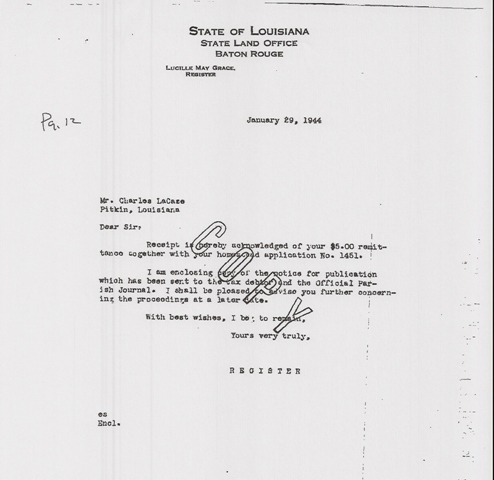 STATE OF LOUISIANA
STATE LAND OFFICE
BATON ROUGE
LUCILLE MAY GRACE,
REGISTER
January 29, 1944
Pg. 12
Mr. Charles LaCaze
Pitkin, Louisiana
Dear Sir:
Receipt is hereby acknowledged of your $5.00 remit-
tance together with your homestead application No. 1451.
I am enclosing copy of the notice for publication
which has been sent to the tax debtor and the Official Par-
ish Journal. I shall be pleased to advise you further concern-
ing the proceedings at a later date.
With best wishes, I beg to remain,
Yours very truly,
REGISTER
es
Encl.
COPY